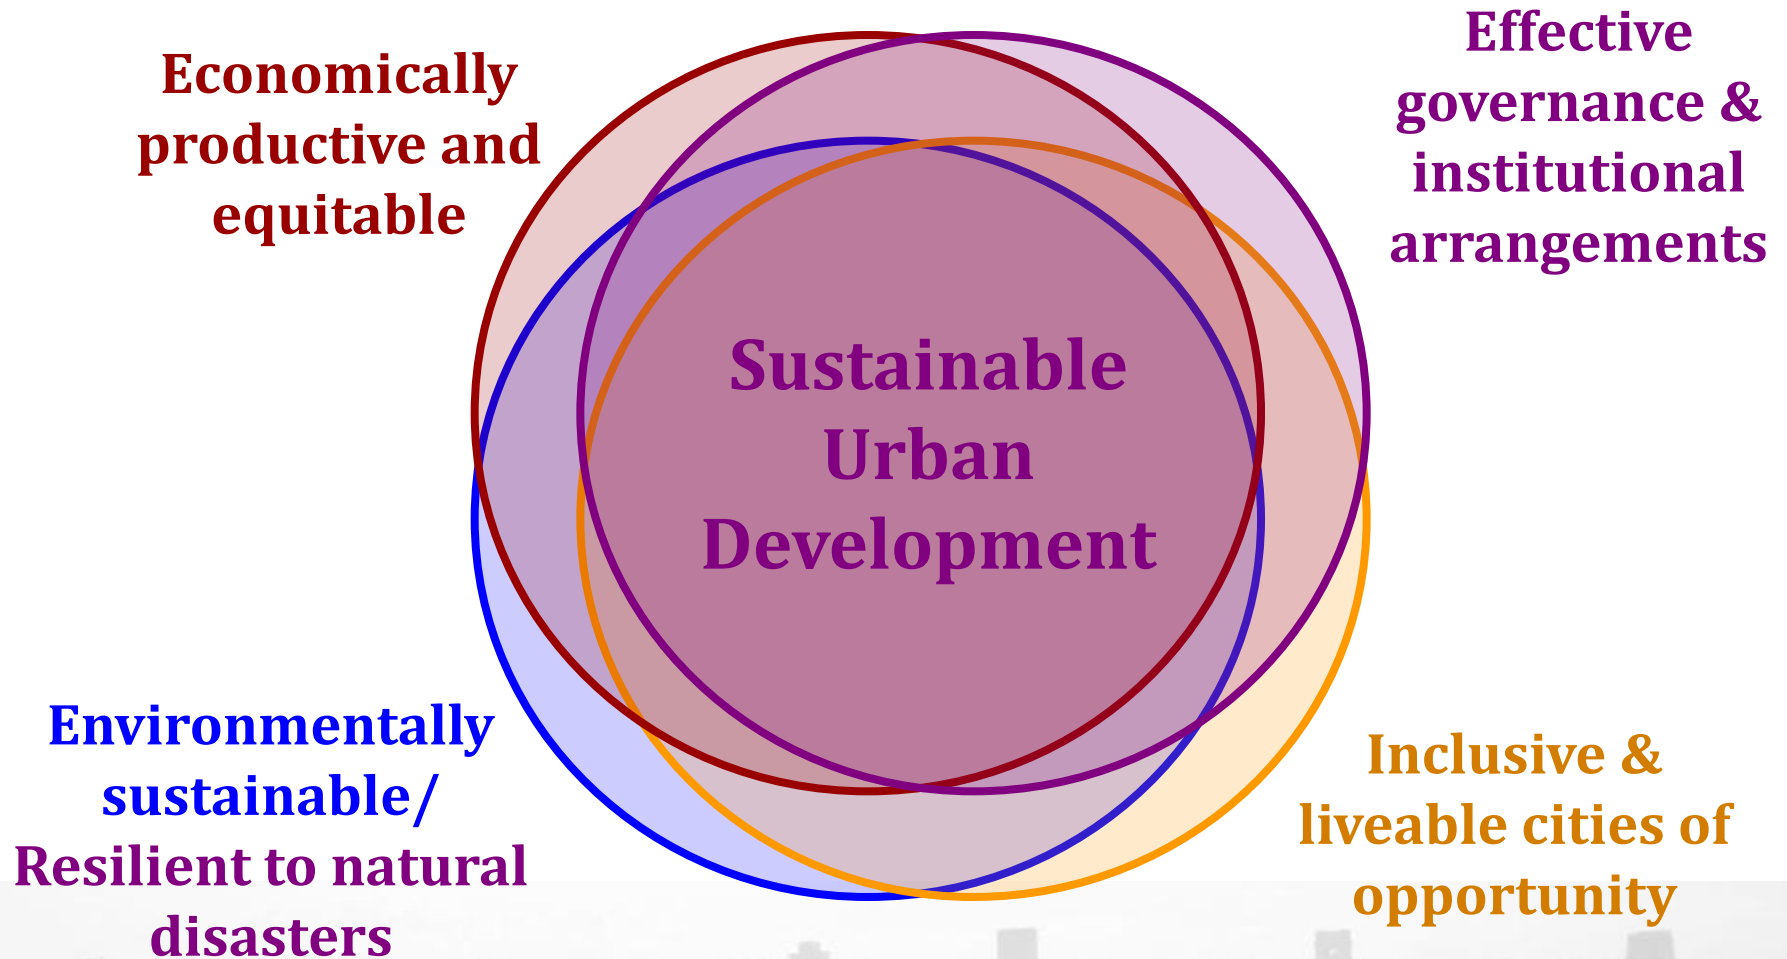 Economically
productive and
equitable
Effective
governance &
institutional
arrangements
Sustainable
Urban
Development
Environmentally
sustainable/
Resilient to natural
disasters
Inclusive &
liveable cities of
opportunity